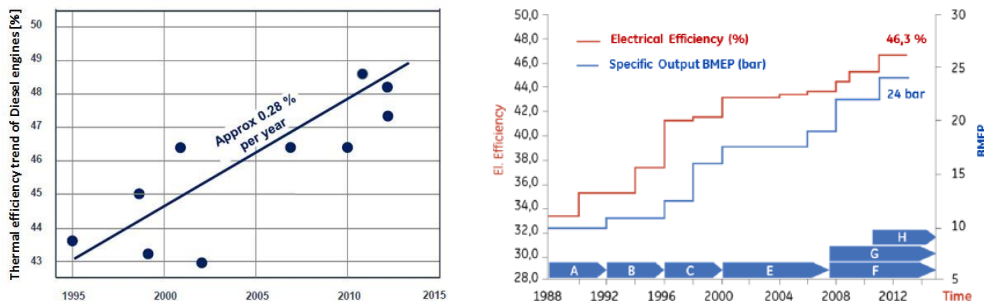 Thermal efficiency trend of Diesel engines [%]
50
49
48
47
46
45
44
43
Approx 0.28 %
per year
1995
2000
2005
2010
2015
El. Efficiency
50,0
48,0
46,0
44,0
42,0
40,0
38,0
36,0
34,0
32,0
30,0
28,0
Electrical Efficiency (%)
Specific Output BMEP (bar)
46,3 %
24 bar
30
25
20
15
10
5
BMEP
H
G
A B C E F
1988 1992 1996 2000 2004 2008 2012 Time